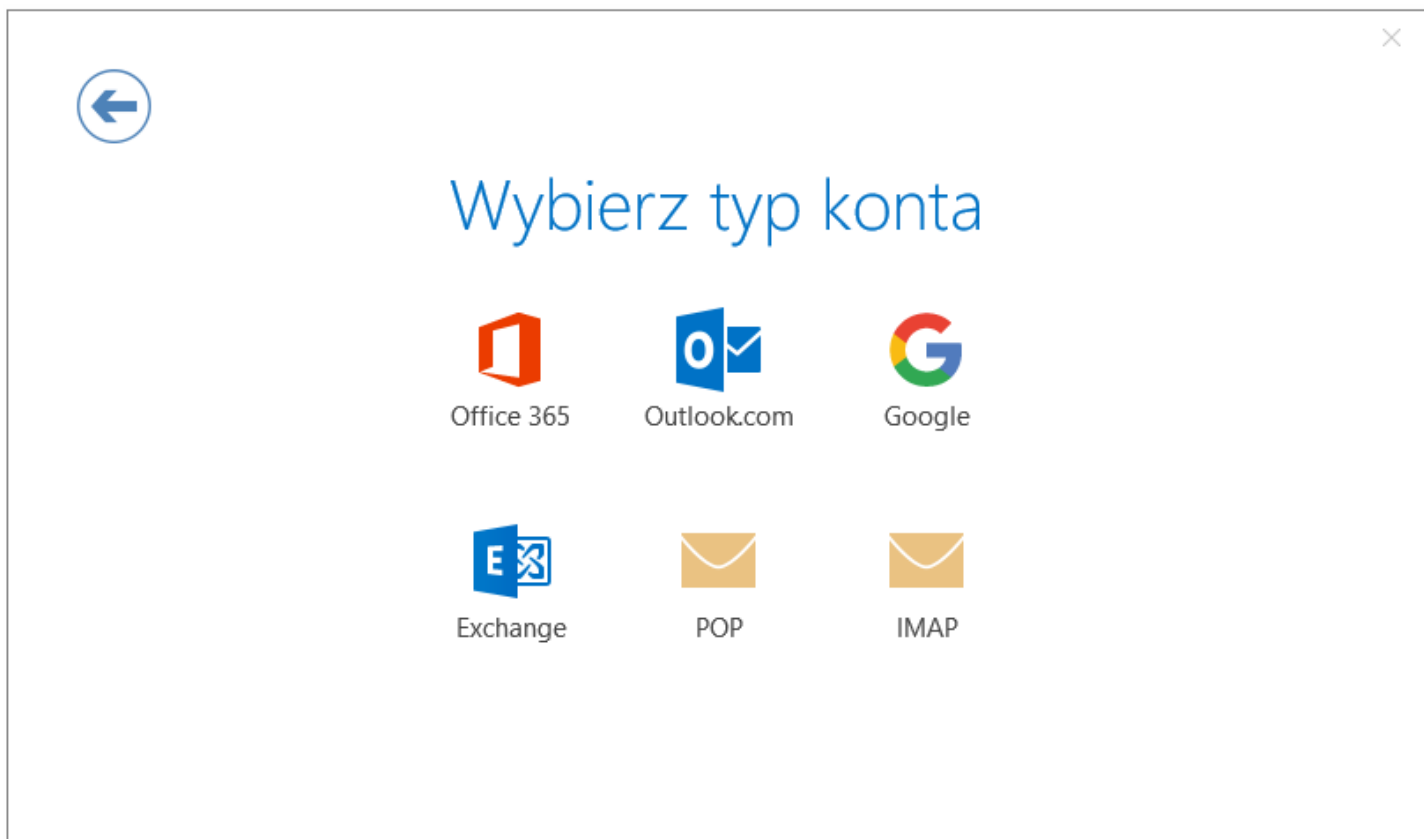 Wybierz typ konta
Office 365
Outlook.com
Google
Exchange
POP
IMAP